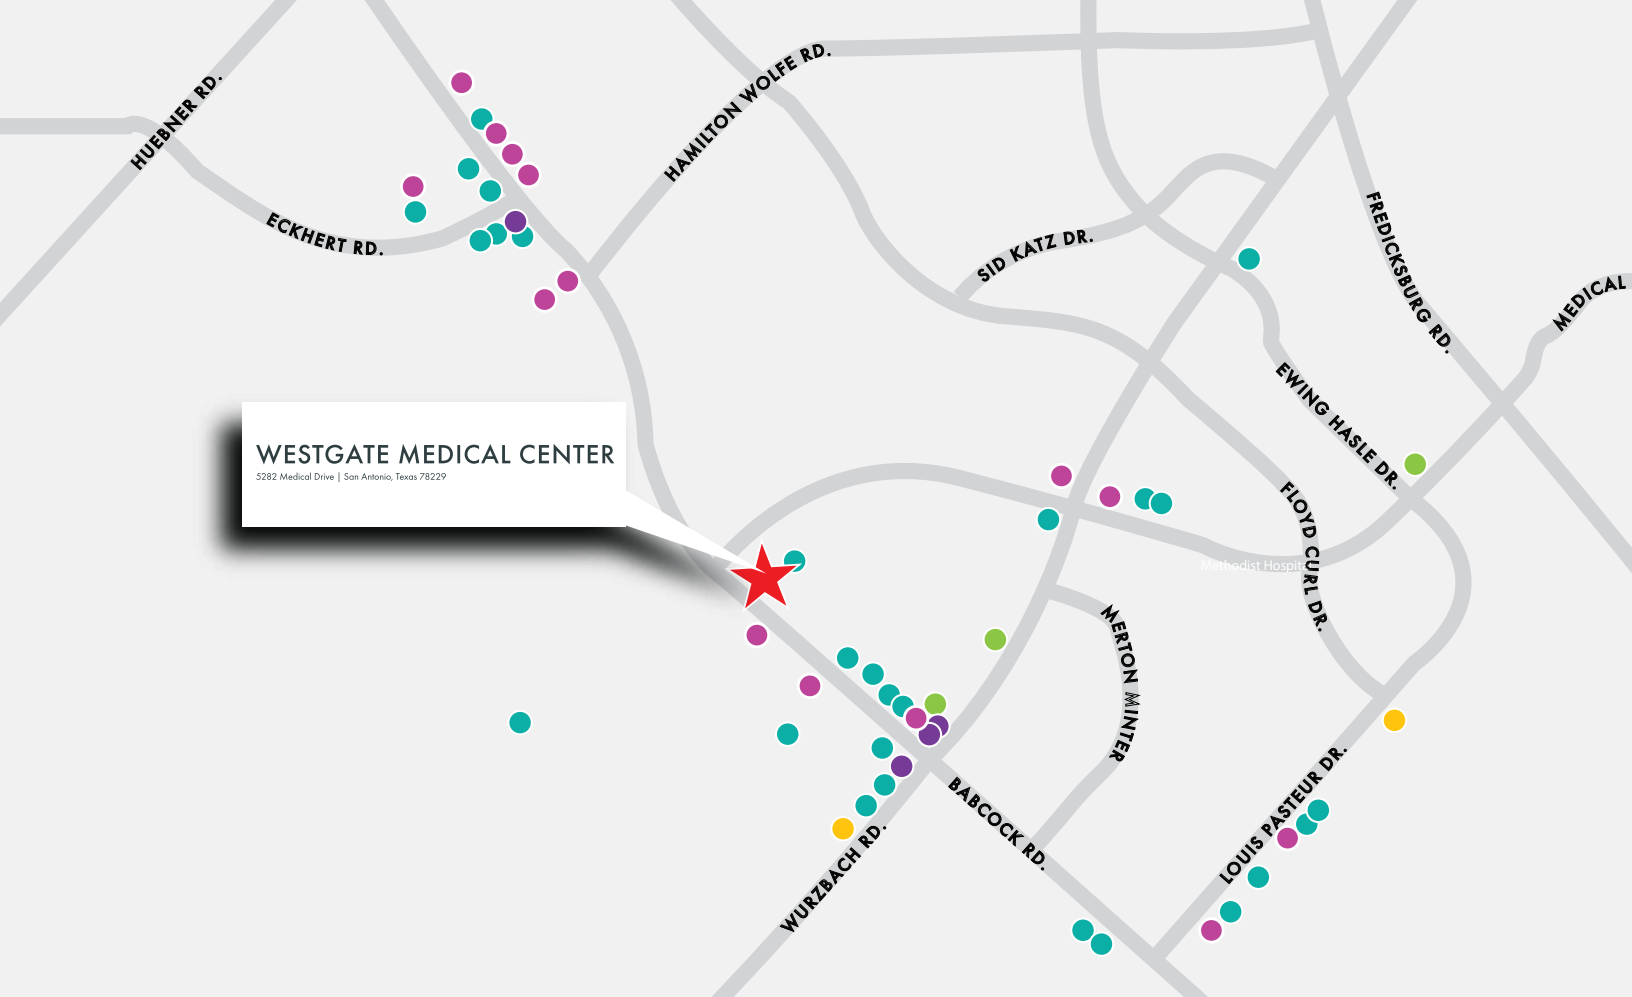 HAMILTON WOLFE RD.
HUEBNER RD.
ECKHERT RD.
SID KATZ DR.
FREDICKSBURG RD.
MEDICAL
EWING HASLE DR.
WESTGATE MEDICAL CENTER
5282 Medical Drive | San Antonio, Texas 78229
FLOYD CURL DR.
Methodist Hospita
MERTON MINTER
BABCOCK RD.
LOUIS PASTEUR DR.
WURZBACH RD.